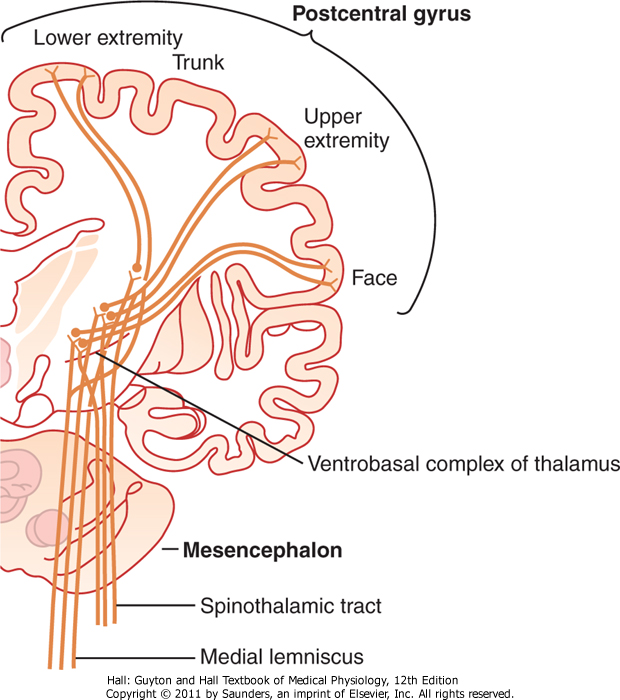 Postcentral gyrus
Lower extremity
Trunk
Upper
extremity
Face
Ventrobasal complex of thalamus
Mesencephalon
Spinothalamic tract
Medial lemniscus
Hall: Guyton and Hall Textbook of Medical Physiology, 12th Edition
Copyright © 2011 by Saunders, an imprint of Elsevier, Inc. All rights reserved.